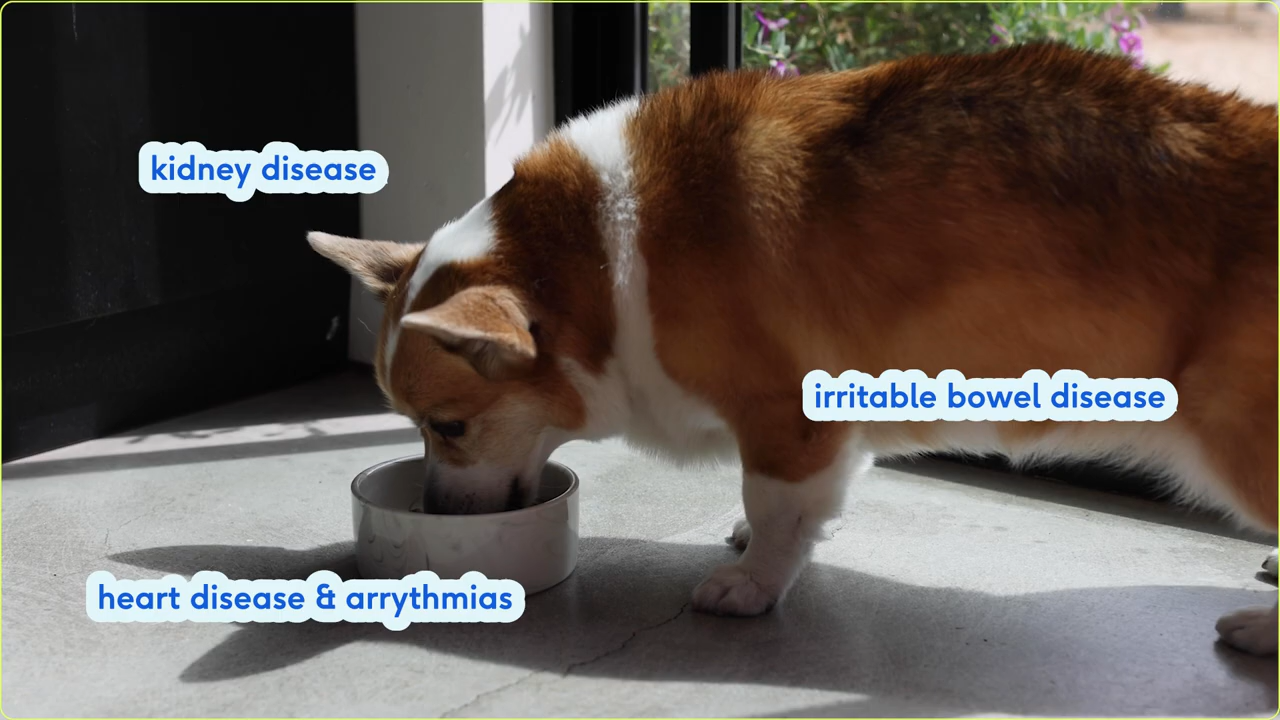 kidney disease
irritable bowel disease
heart disease & arrythmias